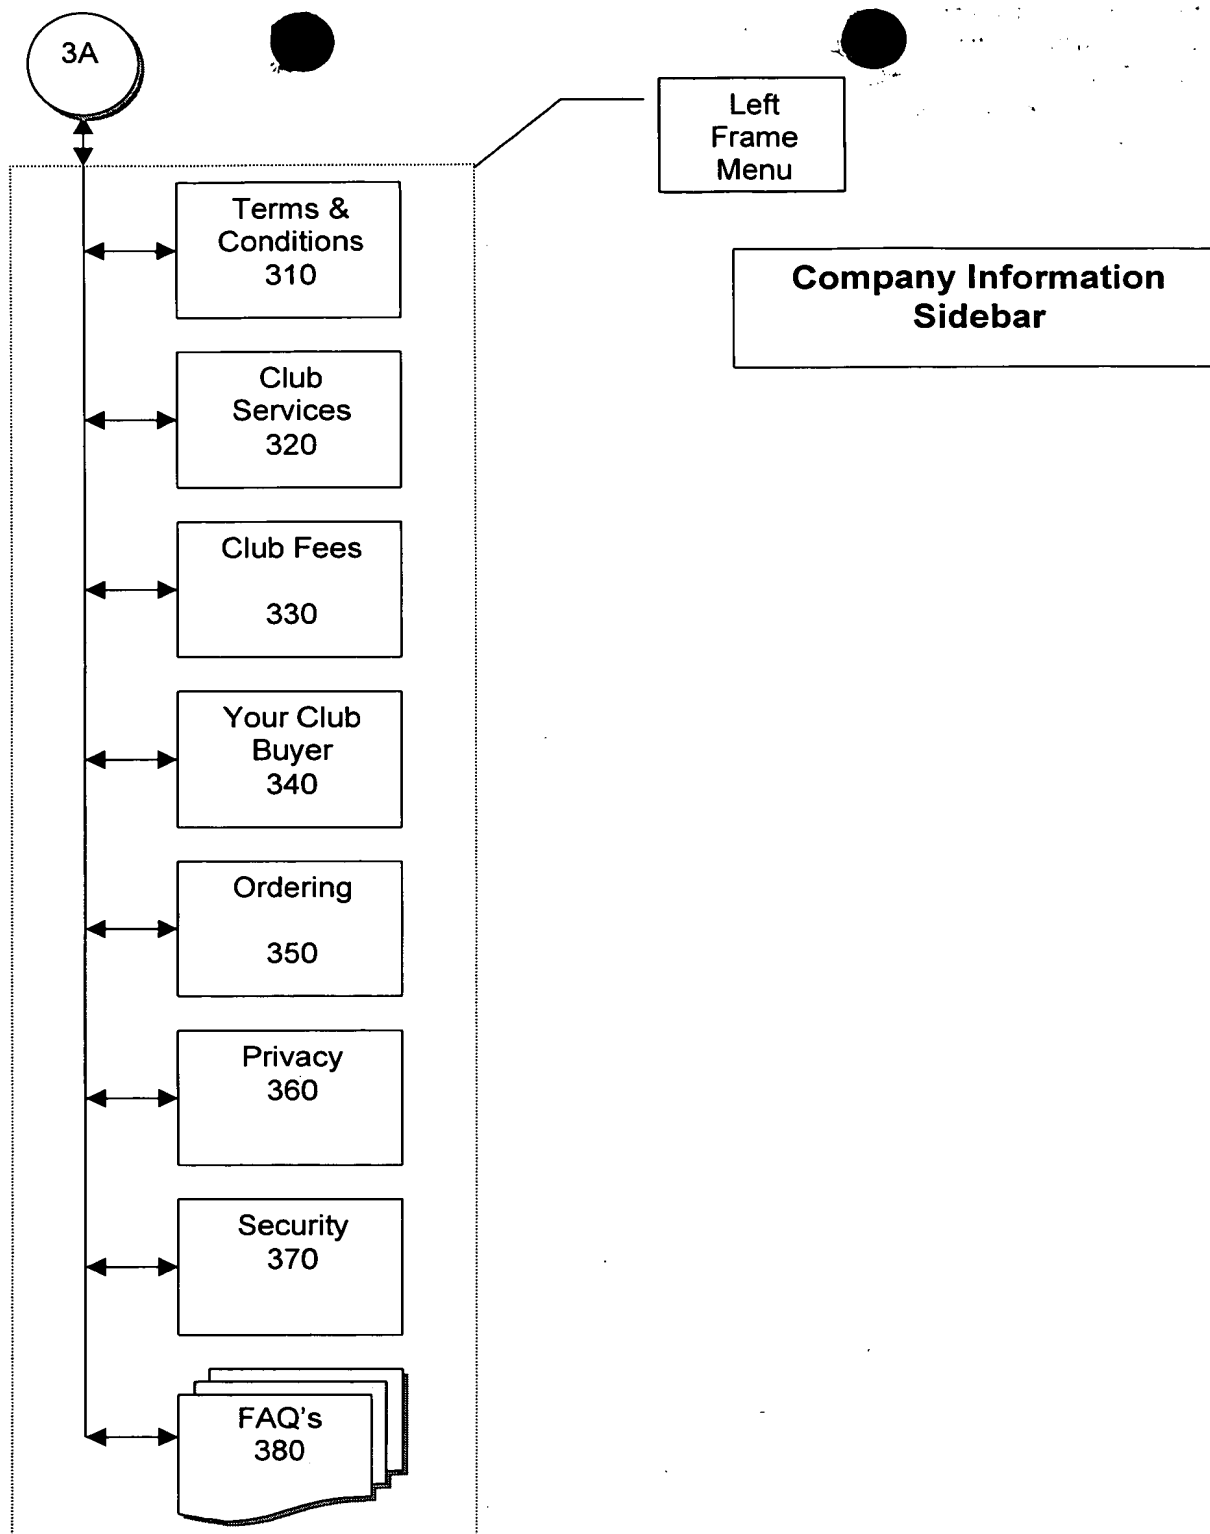 3A
Left
Frame
Menu
Terms &
Conditions
310
Company Information
Sidebar
Club
Services
320
Club Fees
330
Your Club
Buyer
340
Ordering
350
Privacy
360
Security
370
FAQ's
380